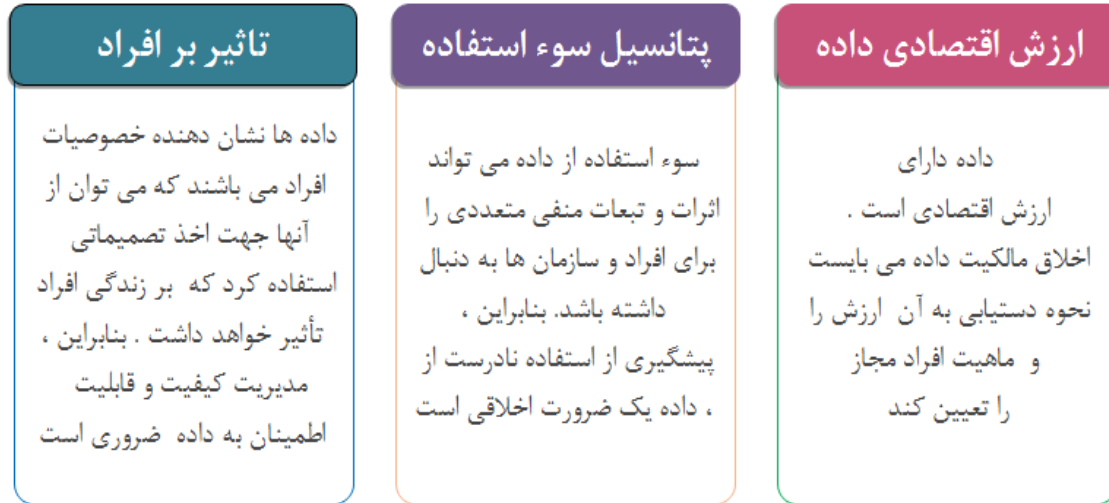 ارزش اقتصادی داده
داده دارای
ارزش اقتصادی است .
اخلاق مالکیت داده می بایست
نحوه دستیابی به آن ارزش را
و ماهیت افراد مجاز
را تعیین کند
پتانسیل سوء استفاده
سوء استفاده از داده می تواند
اثرات و تبعات منفی متعددی را
برای افراد و سازمان ها به دنبال
داشته باشد. بنابراین ،
پیشگیری از استفاده نادرست از
، داده یک ضرورت اخلاقی است
تاثیر بر افراد
داده ها نشان دهنده خصوصیات
افراد می باشند که می توان از
آنها جهت اخذ تصمیماتی
استفاده کرد که بر زندگی افراد
تأثیر خواهد داشت . بنابراین ،
مدیریت کیفیت و قابلیت
اطمینان به داده ضروری است